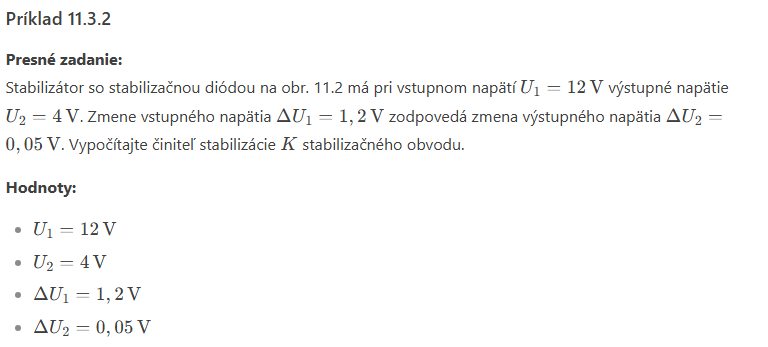 Príklad 11.3.2
Presné zadanie:
Stabilizátor so stabilizačnou diódou na obr. 11.2 má pri vstupnom napätí U₁ = 12 V výstupné napätie
U₂ = 4 V. Zmene vstupného napätia ΔU₁ = 1, 2 V zodpovedá zmena výstupného napätia ΔU₂ =
0, 05 V. Vypočítajte činiteľ stabilizácie K stabilizačného obvodu.
Hodnoty:
• U₁ = 12 V
• U₂ = 4 V
• ΔU₁ = 1, 2 V
• ΔU₂ = 0, 05 V